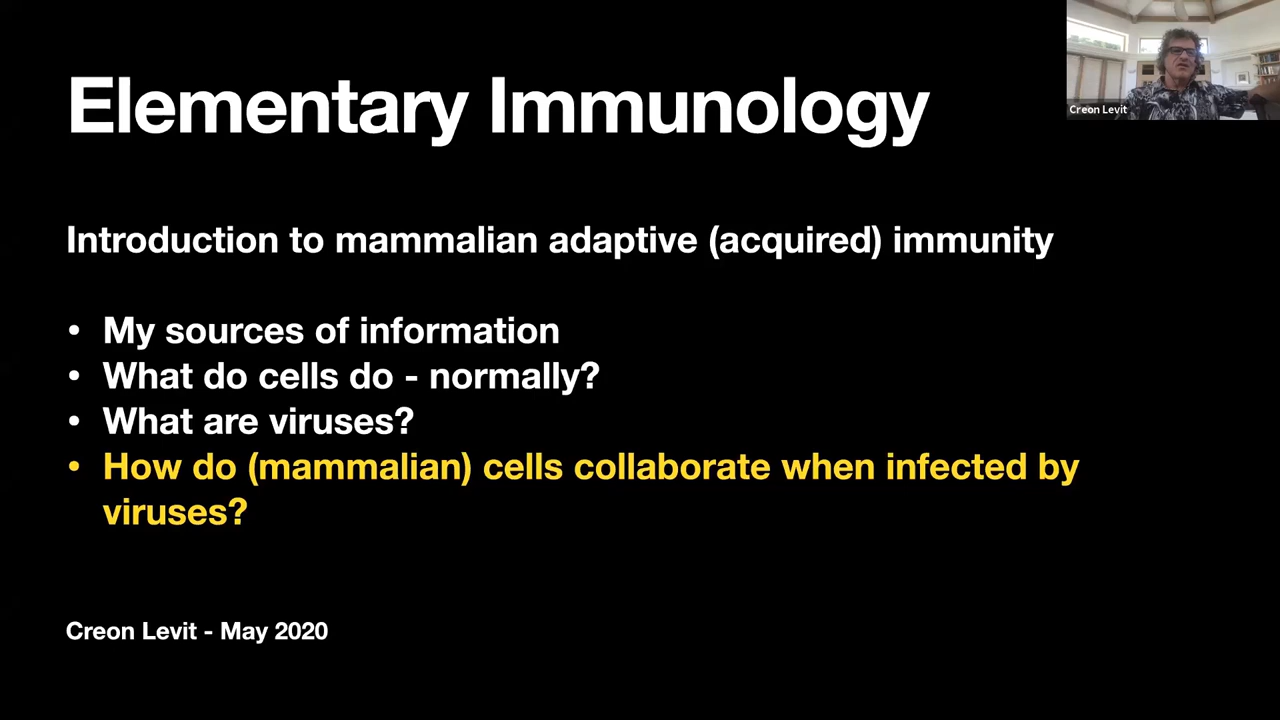 Elementary Immunology
Creon Levit
Introduction to mammalian adaptive (acquired) immunity
• My sources of information
• What do cells do - normally?
• What are viruses?
• How do (mammalian) cells collaborate when infected by
viruses?
Creon Levit - May 2020